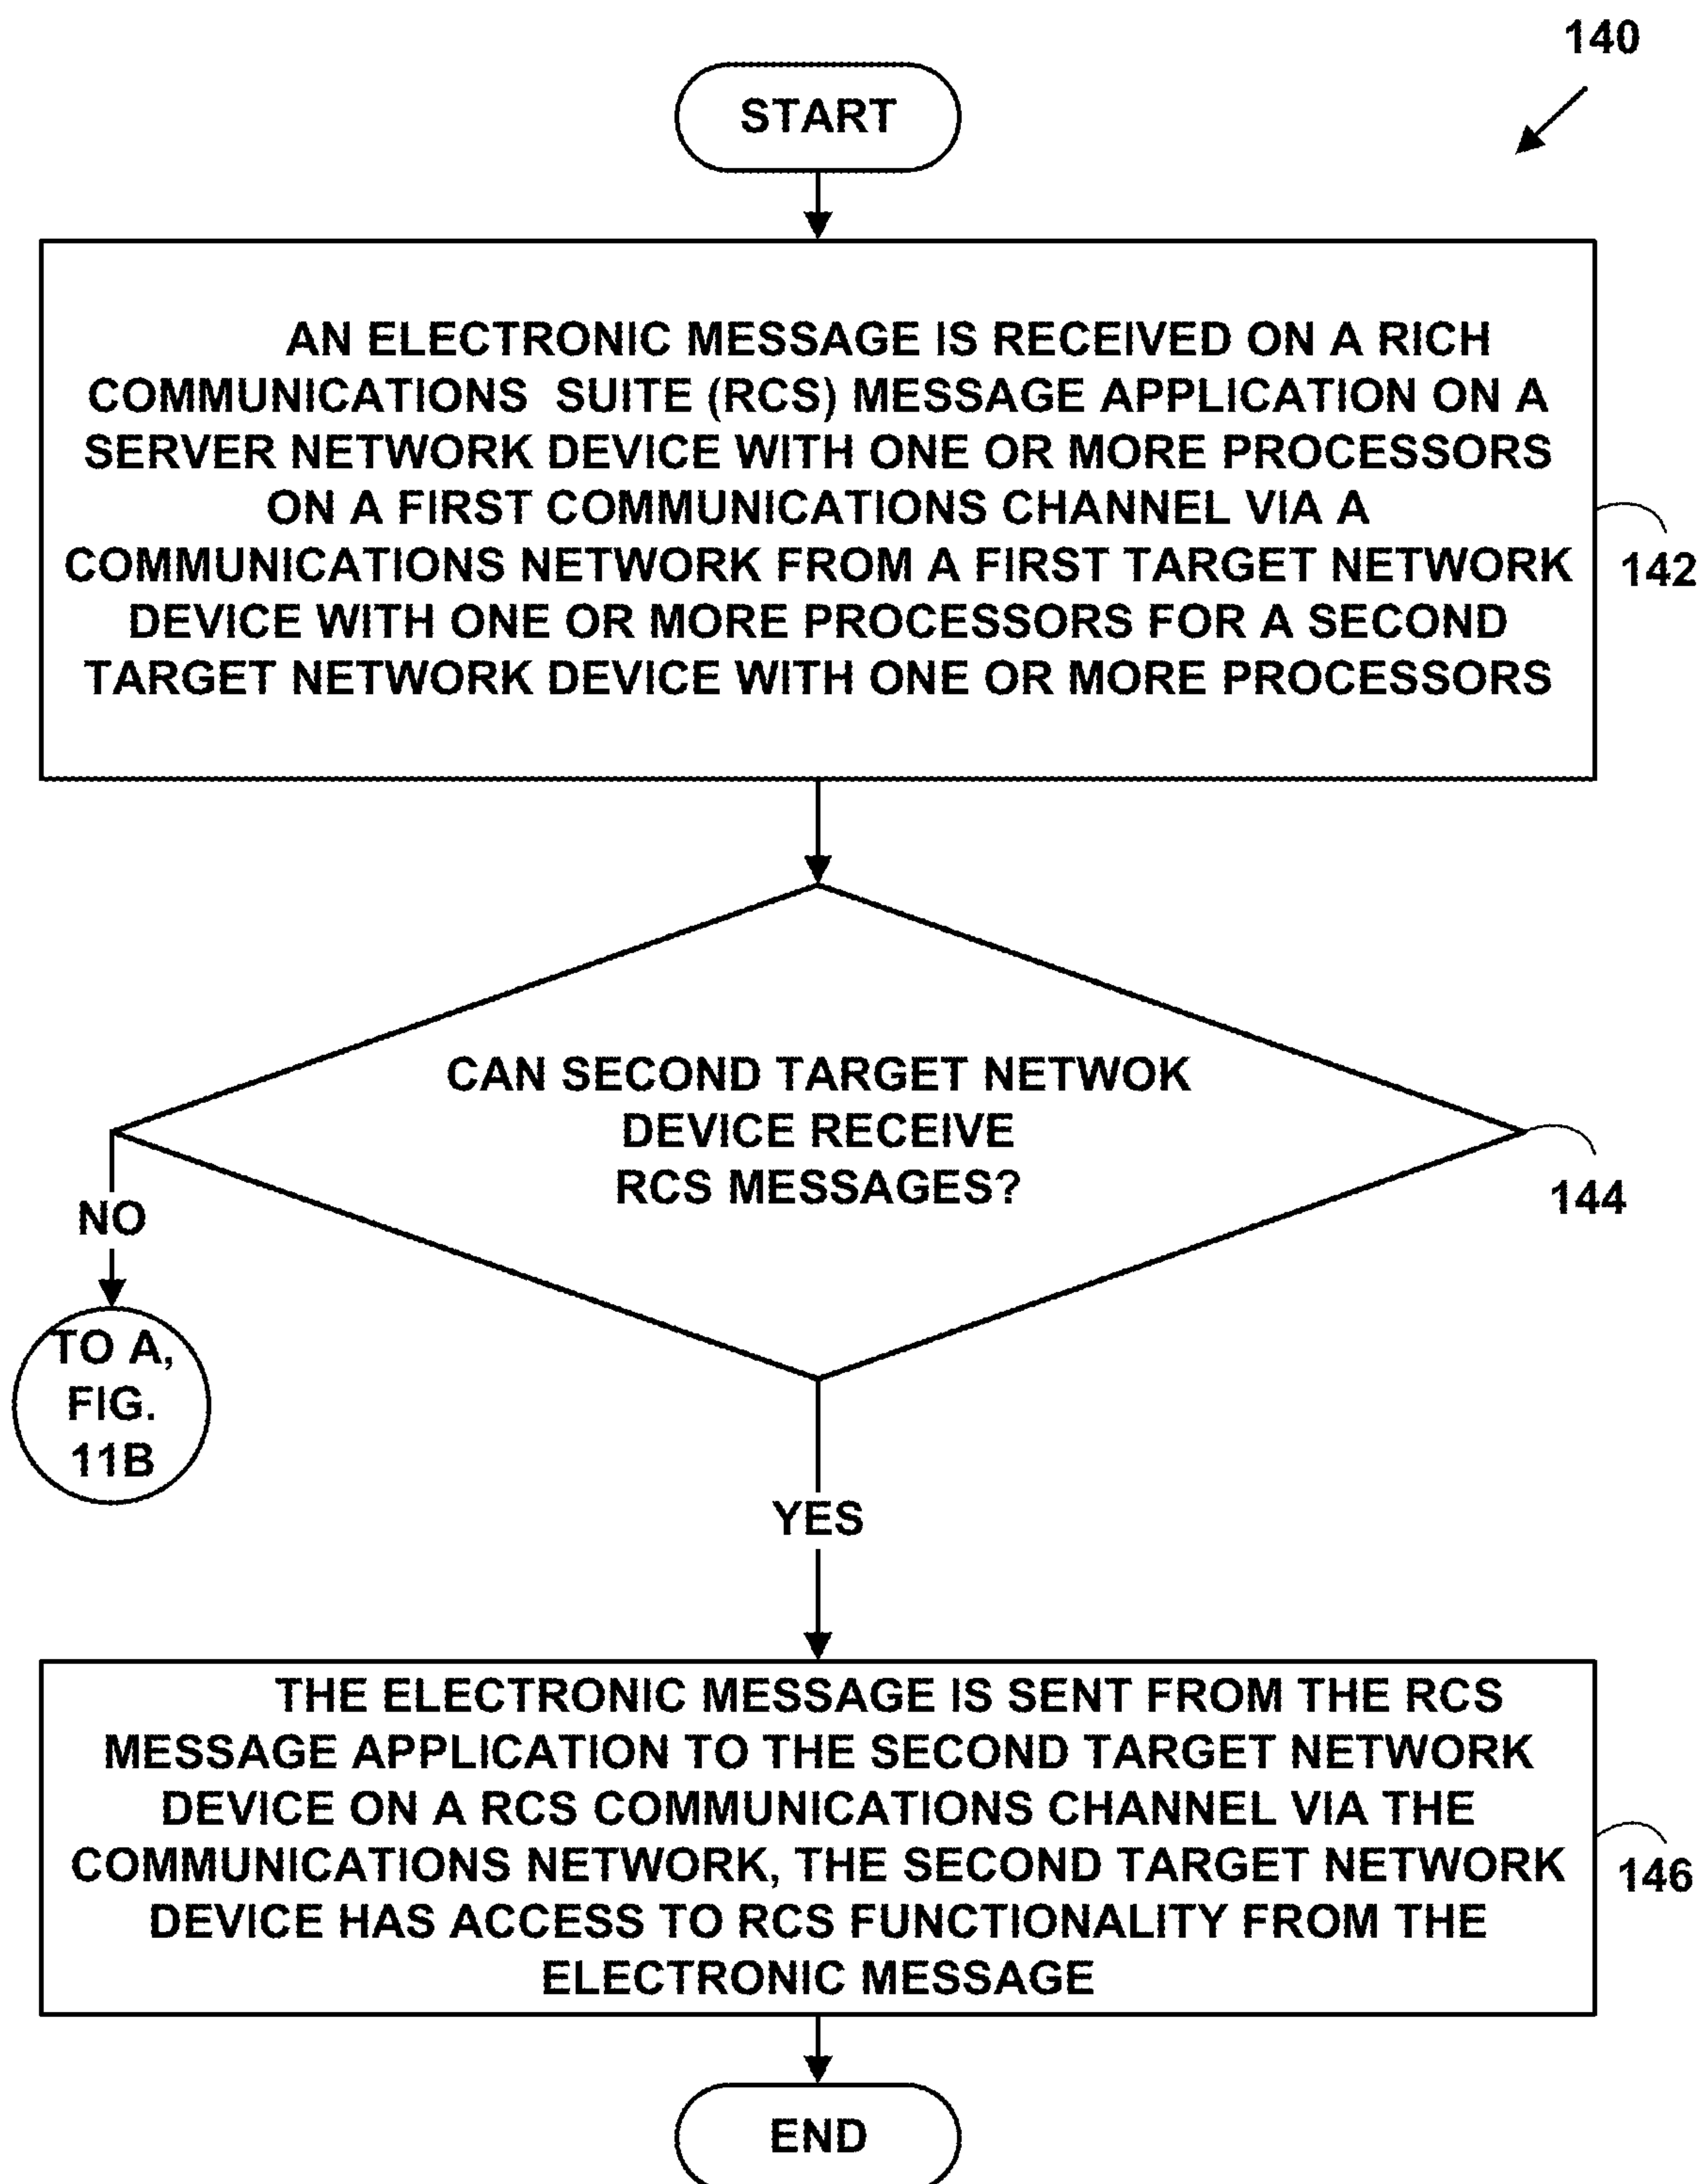 140
START
AN ELECTRONIC MESSAGE IS RECEIVED ON A RICH
COMMUNICATIONS SUITE (RCS) MESSAGE APPLICATION ON A
SERVER NETWORK DEVICE WITH ONE OR MORE PROCESSORS
ON A FIRST COMMUNICATIONS CHANNEL VIA A
COMMUNICATIONS NETWORK FROM A FIRST TARGET NETWORK
DEVICE WITH ONE OR MORE PROCESSORS FOR A SECOND
TARGET NETWORK DEVICE WITH ONE OR MORE PROCESSORS
142
CAN SECOND TARGET NETWOK
DEVICE RECEIVE
RCS MESSAGES?
144
NO
TO A,
FIG.
11B
YES
THE ELECTRONIC MESSAGE IS SENT FROM THE RCS
MESSAGE APPLICATION TO THE SECOND TARGET NETWORK
DEVICE ON A RCS COMMUNICATIONS CHANNEL VIA THE
COMMUNICATIONS NETWORK, THE SECOND TARGET NETWORK
DEVICE HAS ACCESS TO RCS FUNCTIONALITY FROM THE
ELECTRONIC MESSAGE
146
END